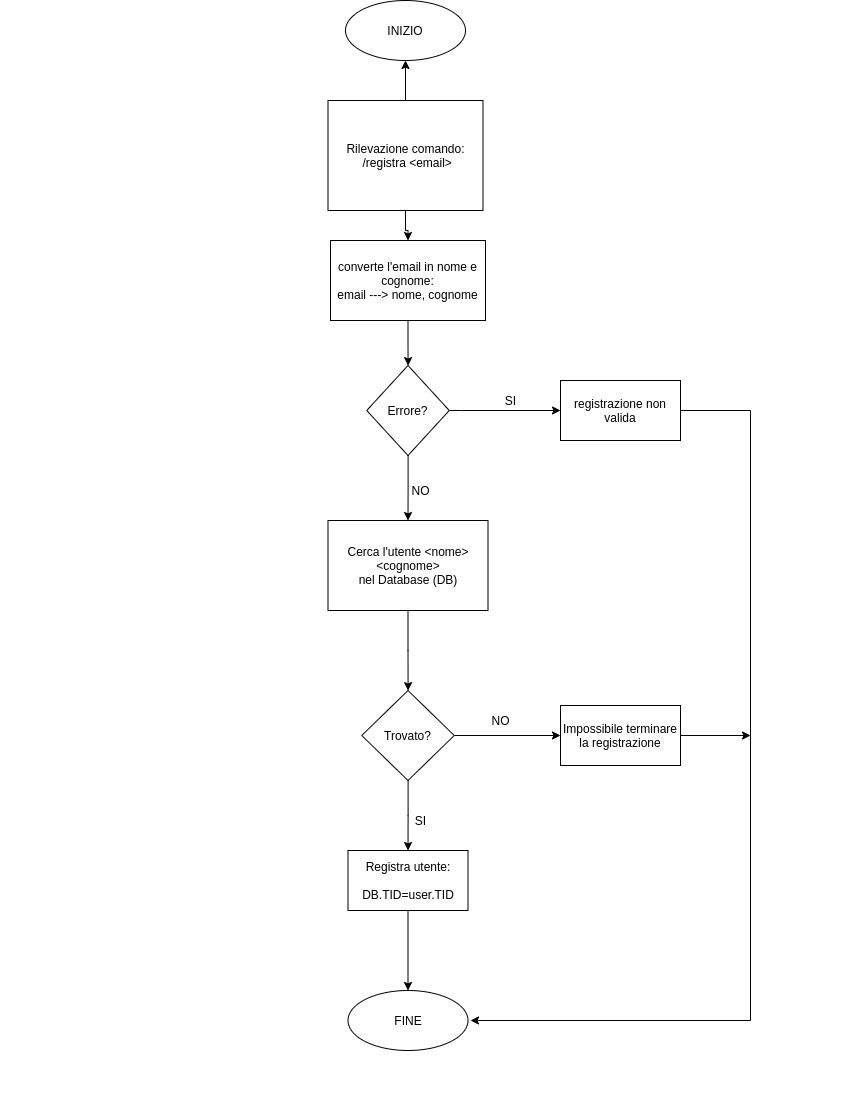 INIZIO
Rilevazione comando:
/registra <email>
converte l'email in nome e
cognome:
email ---> nome, cognome
Errore?
SI
registrazione non
valida
NO
Cerca l'utente <nome>
<cognome>
nel Database (DB)
Trovato?
NO
Impossibile terminare
la registrazione
SI
Registra utente:
DB.TID=user.TID
FINE